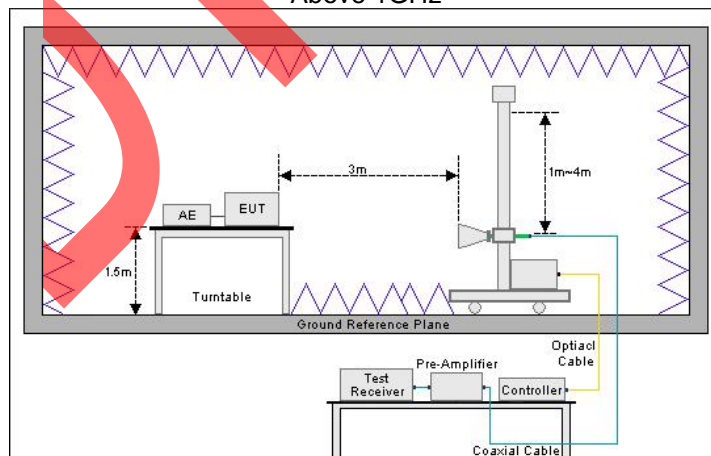 Above 1GHz
3m
1m~4m
AE
EUT
1.5m
Turntable
Ground Reference Plane
Optiacl
Cable
Pre-Amplifier
Test
Receiver
Controller
Coaxial Cable